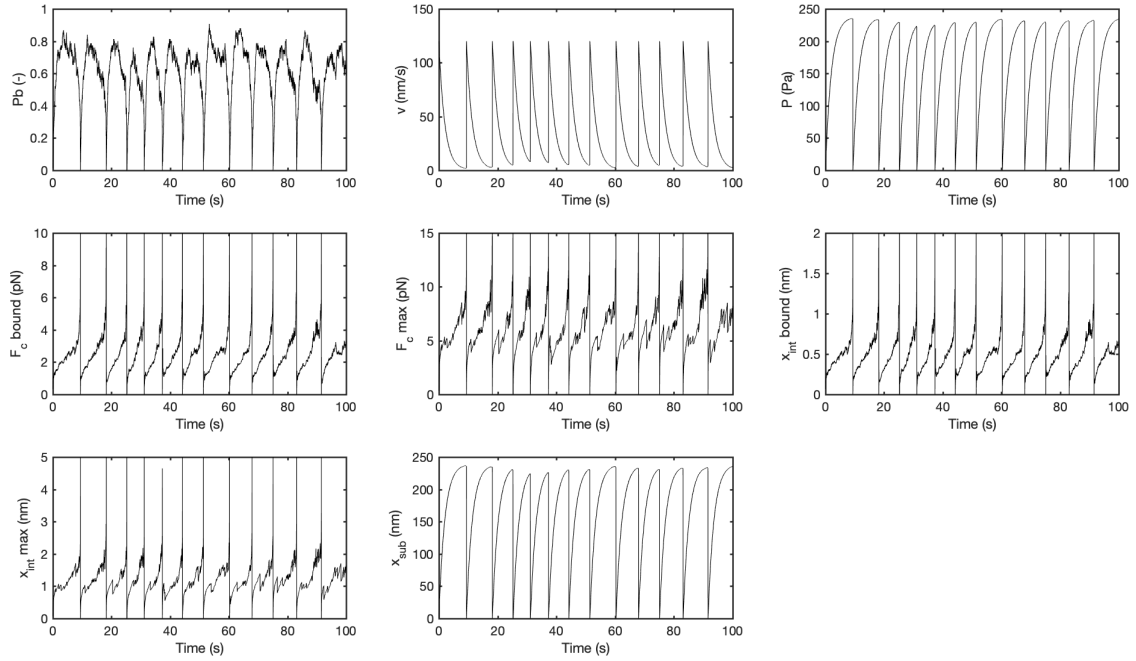 1
0.8
0.6
0.4
0.2
0
Pb (-)
0 20 40 60 80 100
Time (s)
150
100
50
0
v (nm/s)
0 20 40 60 80 100
Time (s)
250
200
150
100
50
0
P (Pa)
0 20 40 60 80 100
Time (s)
10
8
6
4
2
0
F_c bound (pN)
0 20 40 60 80 100
Time (s)
15
10
5
0
F_c max (pN)
0 20 40 60 80 100
Time (s)
2
1.5
1
0.5
0
x_int bound (nm)
0 20 40 60 80 100
Time (s)
5
4
3
2
1
0
x_int max (nm)
0 20 40 60 80 100
Time (s)
250
200
150
100
50
0
x_sub (nm)
0 20 40 60 80 100
Time (s)